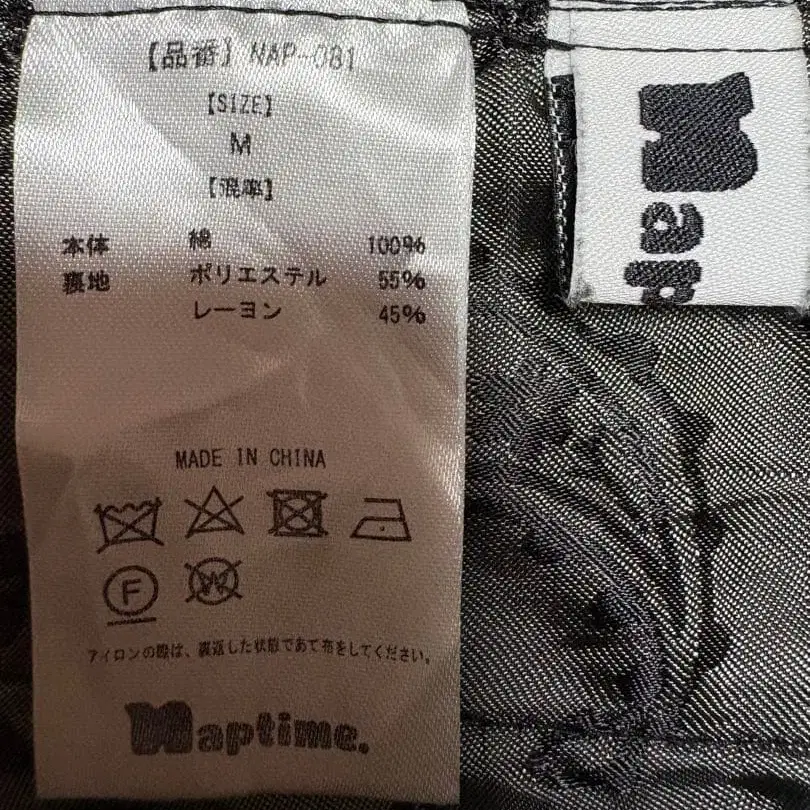 【品番】NAP-081
【SIZE】
M
【混率】
本体 綿 100%
裏地 ポリエステル 55%
レーヨン 45%
MADE IN CHINA
F
W
アイロンの際は、裏返した状態であて布をしてください。
Naptime.
Nap